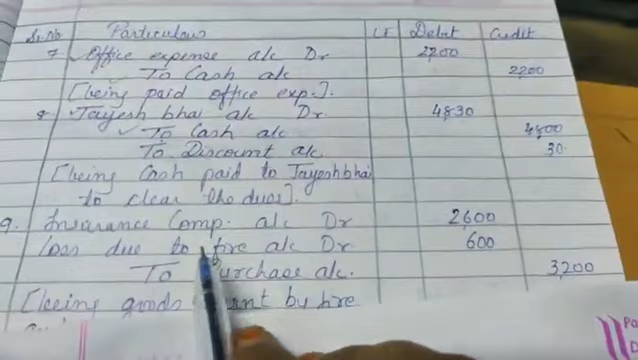 Sr.No Particulars L.F Debit Credit
7. Office expense a/c Dr 2200
To Cash a/c 2200
[being paid office exp.].
8. Jayesh bhai a/c Dr. 4830
To Cash a/c 4800
To Discount a/c 30
[being Cash paid to Jayeshbhai
to clear the dues].
9. Insurance Comp. a/c Dr 2600
loss due to fire a/c Dr. 600
To Purchase a/c. 3200
[being goods by fire